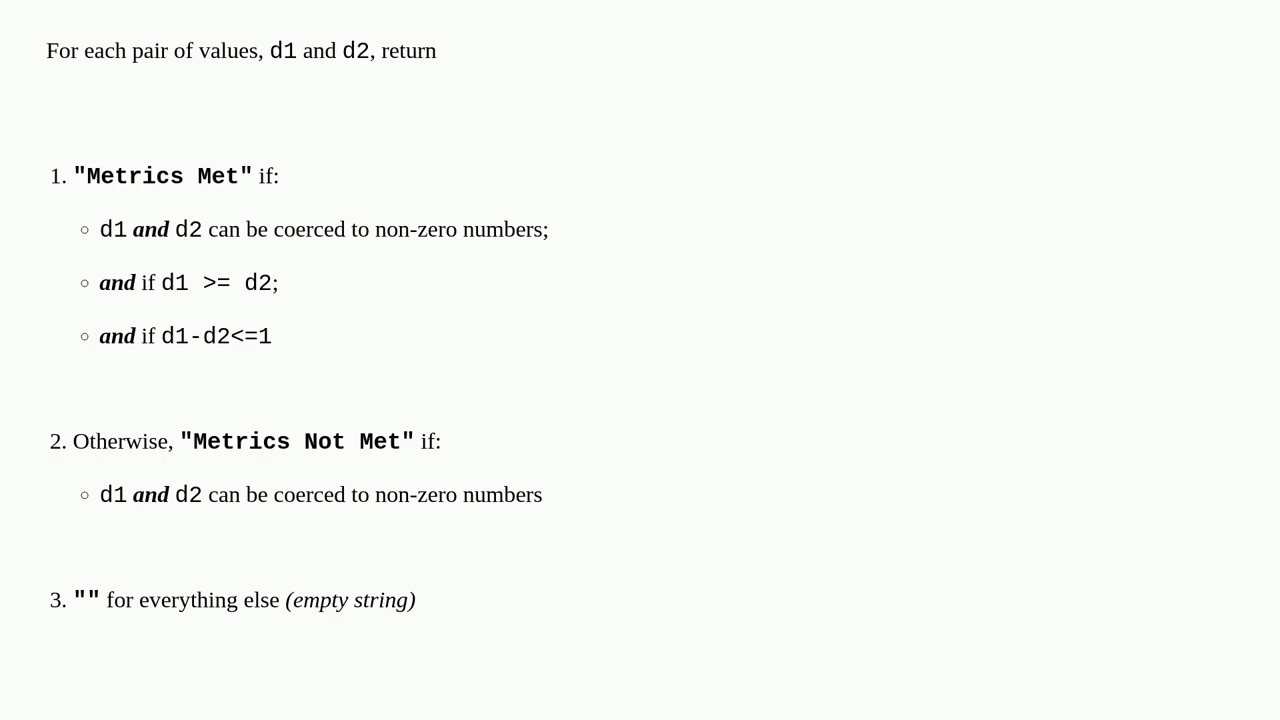 For each pair of values, d1 and d2, return
1. "Metrics Met" if:
○ d1 and d2 can be coerced to non-zero numbers;
○ and if d1 >= d2;
○ and if d1-d2<=1
2. Otherwise, "Metrics Not Met" if:
○ d1 and d2 can be coerced to non-zero numbers
3. "" for everything else (empty string)